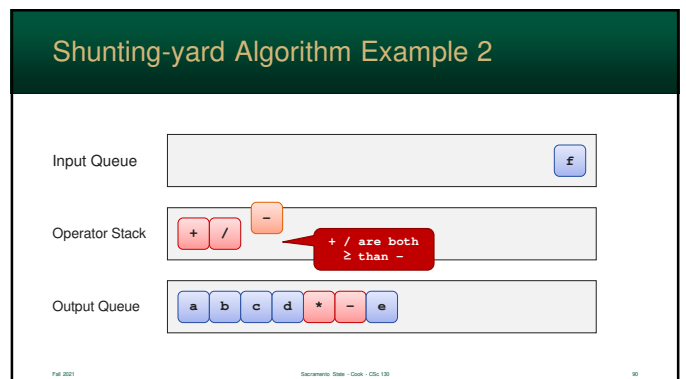 Shunting-yard Algorithm Example 2
Input Queue
f
Operator Stack
+ / −
+ / are both
≥ than −
Output Queue
a b c d * − e
Fall 2021
Sacramento State - Cook - CSc 130
90